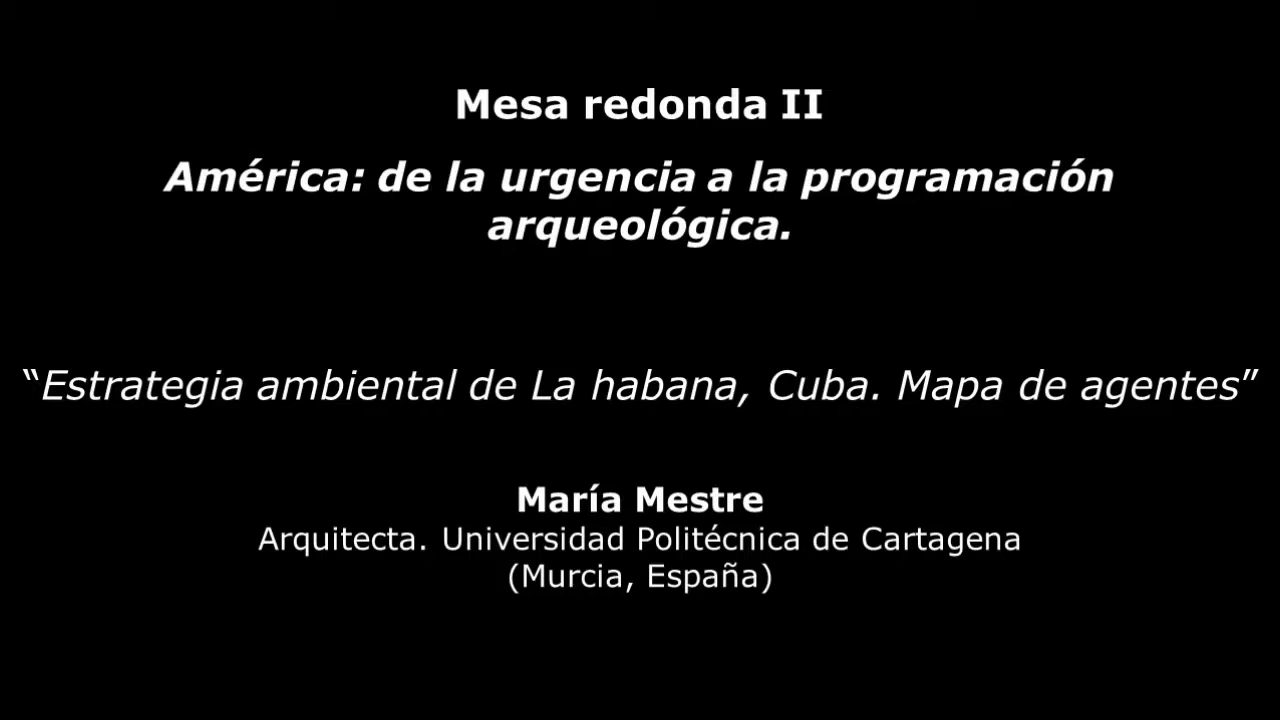 Mesa redonda II
América: de la urgencia a la programación
arqueológica.
“Estrategia ambiental de La habana, Cuba. Mapa de agentes”
María Mestre
Arquitecta. Universidad Politécnica de Cartagena
(Murcia, España)